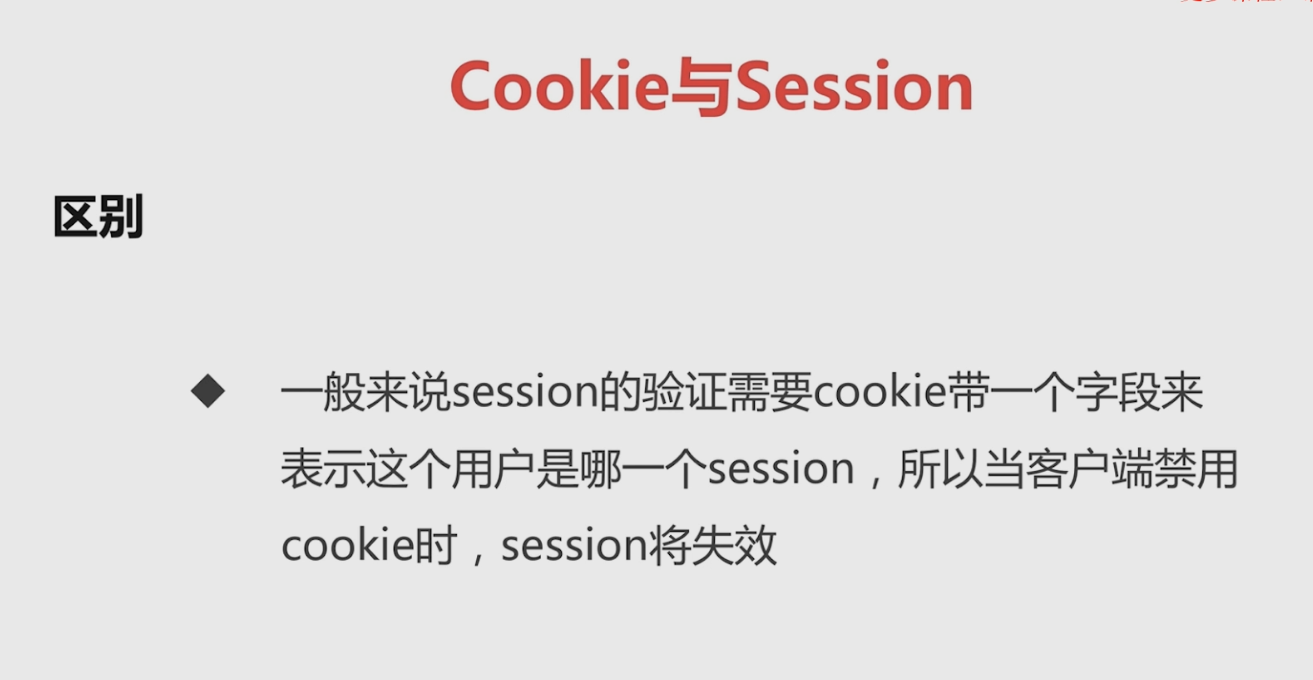 Cookie与Session
区别
◆ 一般来说session的验证需要cookie带一个字段来
表示这个用户是哪一个session，所以当客户端禁用
cookie时，session将失效